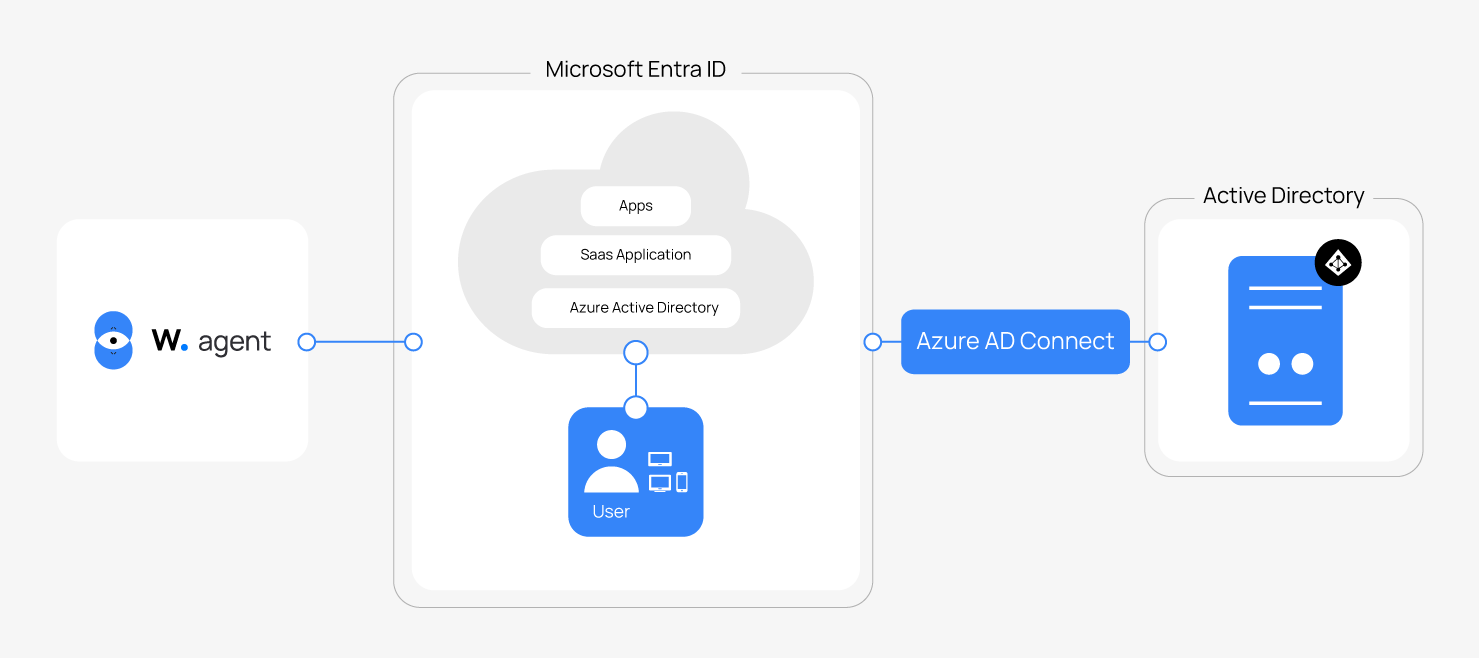 Microsoft Entra ID
Apps
Saas Application
Azure Active Directory
User
W. agent
Azure AD Connect
Active Directory